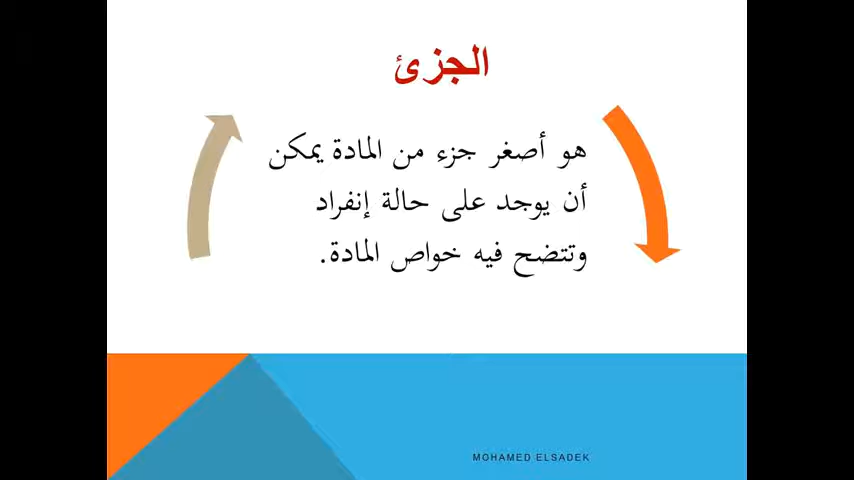 الجزئ
هو أصغر جزء من المادة يمكن
أن يوجد على حالة إنفراد
وتتضح فيه خواص المادة.
MOHAMED ELSADEK